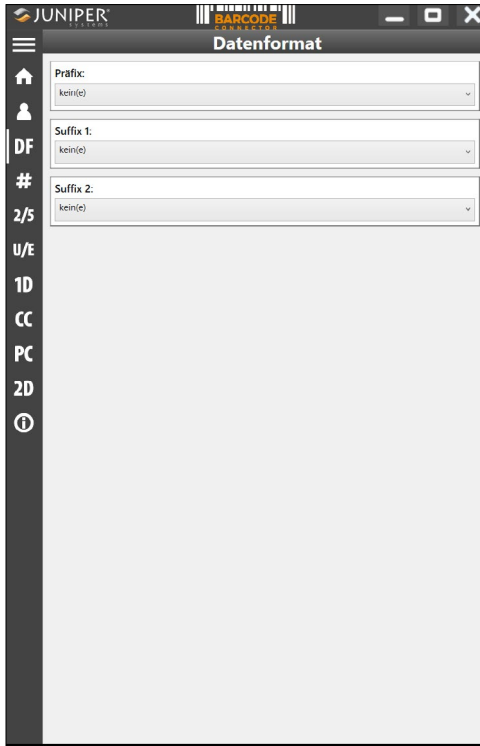 JUNIPER®
systems
BARCODE
CONNECTOR
Datenformat
Präfix:
kein(e)
Suffix 1:
kein(e)
Suffix 2:
kein(e)
DF
#
2/5
U/E
1D
CC
PC
2D